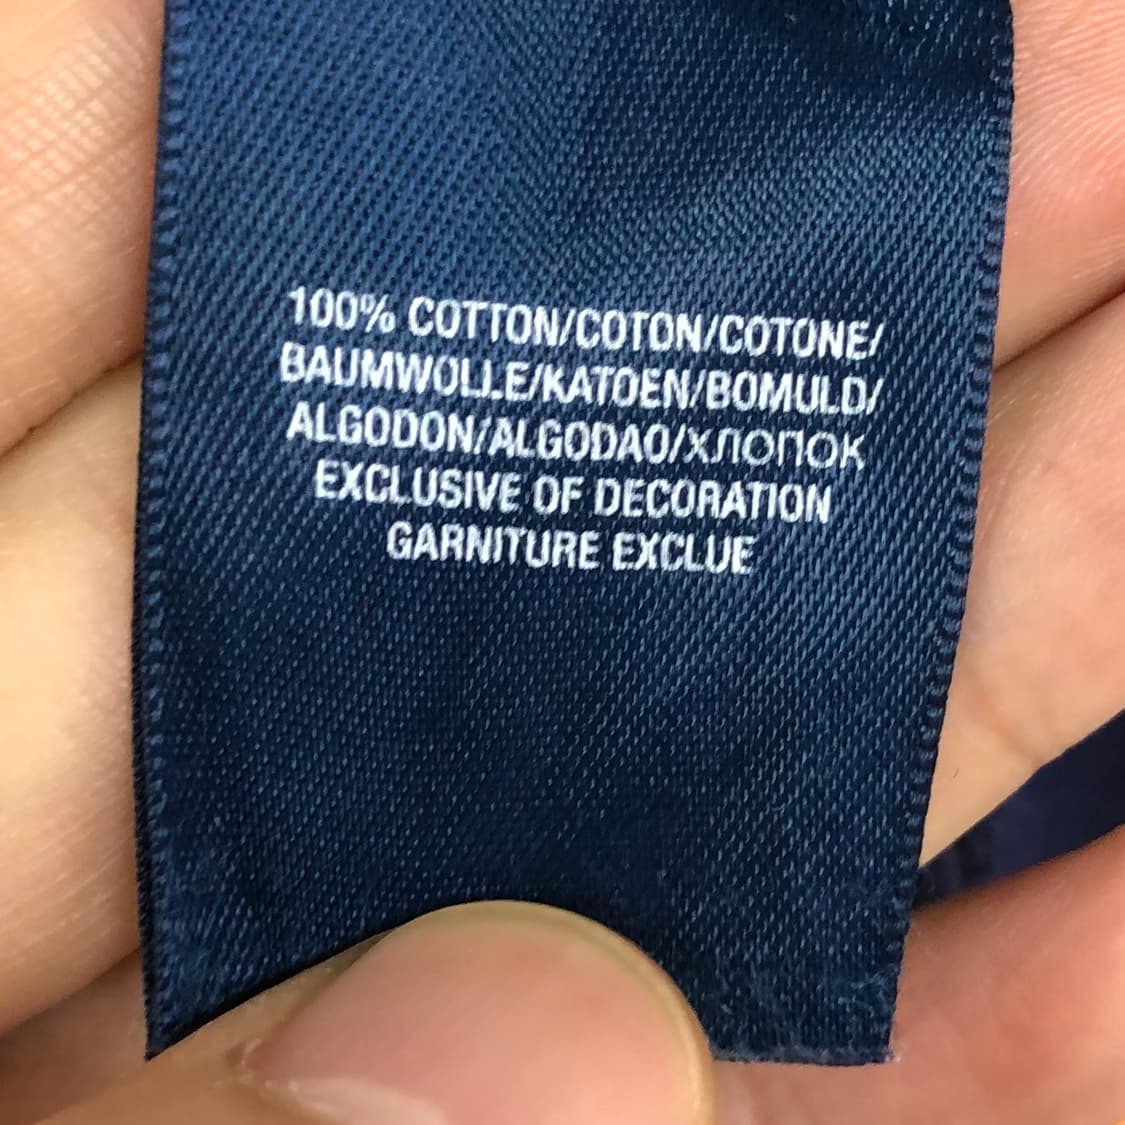 100% COTTON/COTON/COTONE/
BAUMWOLLE/KATOEN/BOMULD/
ALGODON/ALGODAO/ХЛОПОК
EXCLUSIVE OF DECORATION
GARNITURE EXCLUE